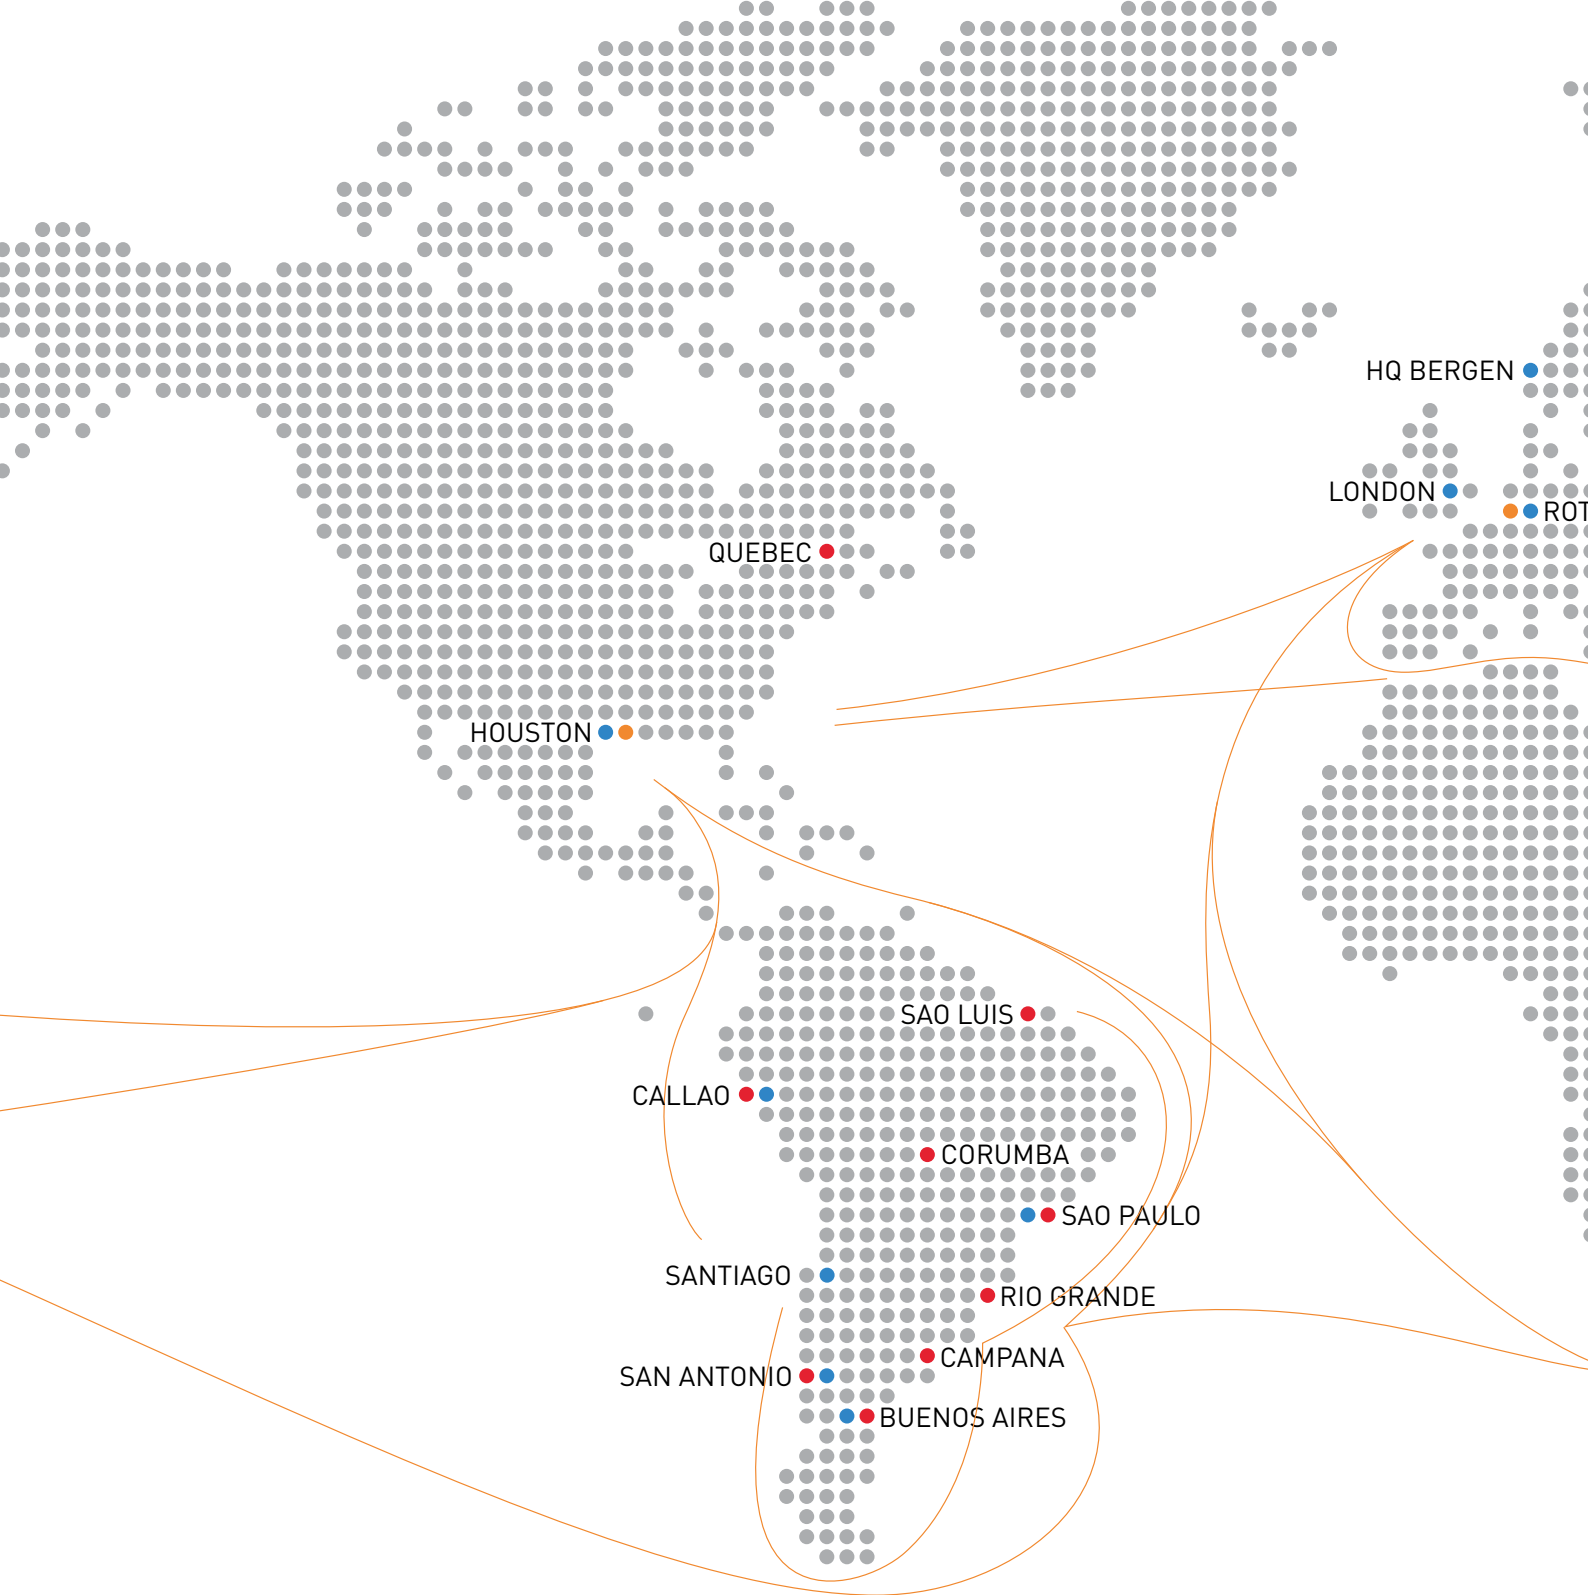 HQ BERGEN
LONDON
ROT
QUEBEC
HOUSTON
SAO LUIS
CALLAO
CORUMBA
SAO PAULO
SANTIAGO
RIO GRANDE
CAMPANA
SAN ANTONIO
BUENOS AIRES